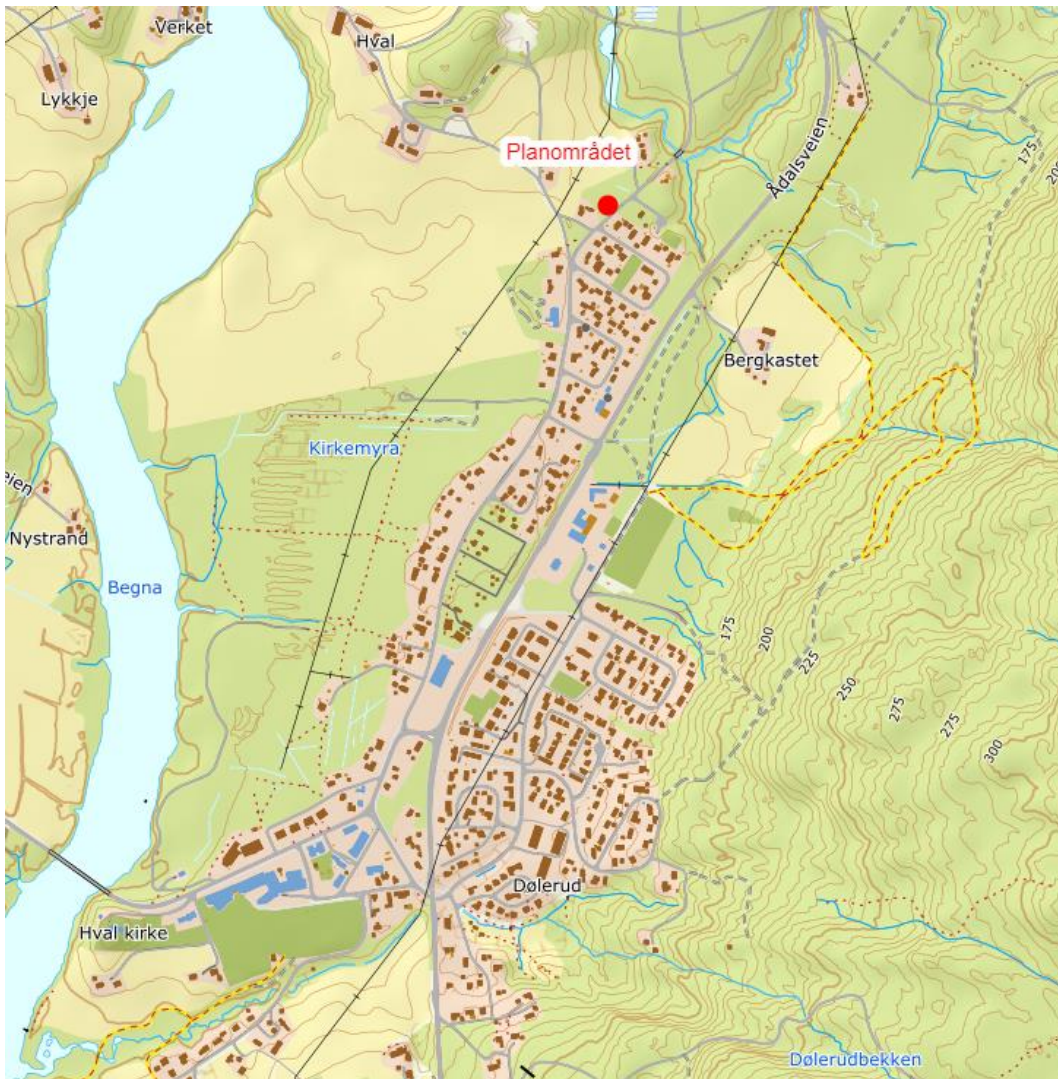 Verket
Hval
Lykkje
Planområdet
Ådalsveien
175
Bergkastet
Kirkemyra
Nystrand
Begna
175
200
225
250
275
275
300
Dølerud
Hval kirke
Dølerudbekken